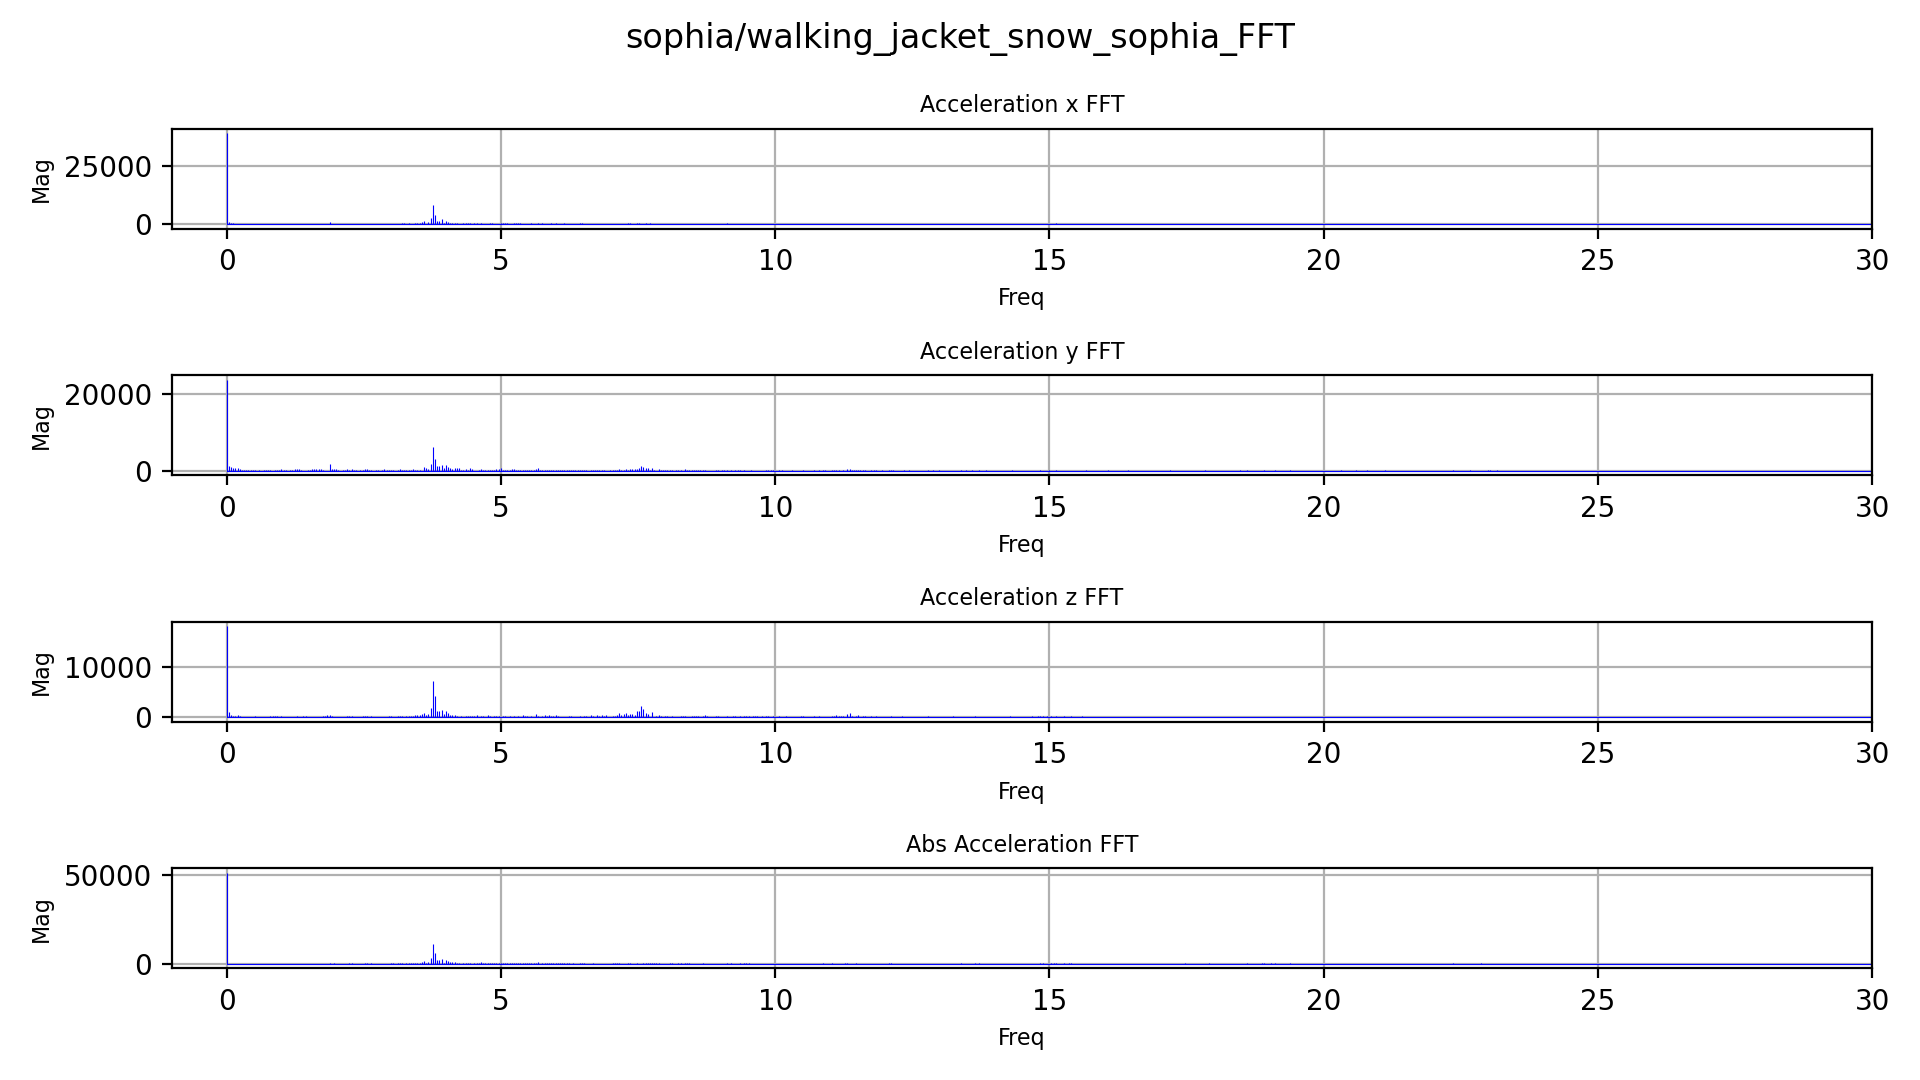 sophia/walking_jacket_snow_sophia_FFT
Acceleration x FFT
Mag
25000
0
0 5 10 15 20 25 30
Freq
Acceleration y FFT
Mag
20000
0
0 5 10 15 20 25 30
Freq
Acceleration z FFT
Mag
10000
0
0 5 10 15 20 25 30
Freq
Abs Acceleration FFT
Mag
50000
0
0 5 10 15 20 25 30
Freq